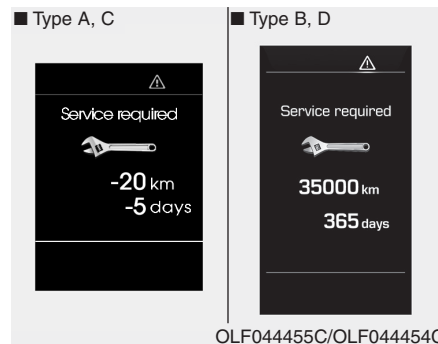 ■ Type A, C
Service required
-20 km
-5 days
■ Type B, D
Service required
35000 km
365 days
OLF044455C/OLF044454C